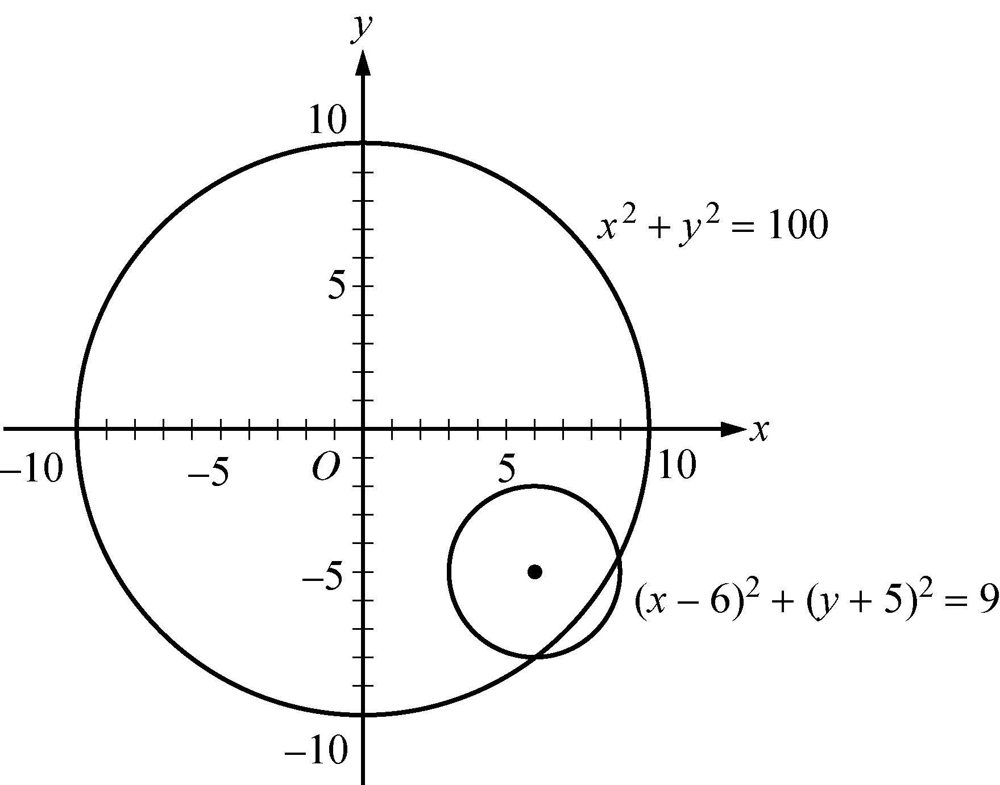 y
10
x² + y² = 100
5
x
−10
−5
O
5
10
−5
(x − 6)² + (y + 5)² = 9
−10